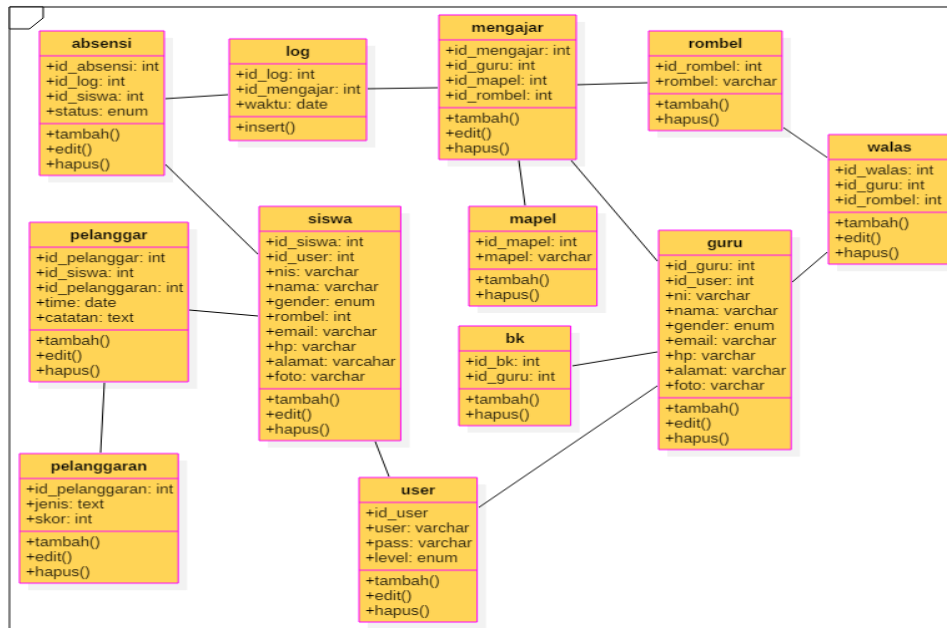 absensi
+id_absensi: int
+id_log: int
+id_siswa: int
+status: enum
+tambah()
+edit()
+hapus()
log
+id_log: int
+id_mengajar: int
+waktu: date
+insert()
mengajar
+id_mengajar: int
+id_guru: int
+id_mapel: int
+id_rombel: int
+tambah()
+edit()
+hapus()
rombel
+id_rombel: int
+rombel: varchar
+tambah()
+hapus()
walas
+id_walas: int
+id_guru: int
+id_rombel: int
+tambah()
+edit()
+hapus()
pelanggar
+id_pelanggar: int
+id_siswa: int
+id_pelanggaran: int
+time: date
+catatan: text
+tambah()
+edit()
+hapus()
siswa
+id_siswa: int
+id_user: int
+nis: varchar
+nama: varchar
+gender: enum
+rombel: int
+email: varchar
+hp: varchar
+alamat: varcahar
+foto: varchar
+tambah()
+edit()
+hapus()
mapel
+id_mapel: int
+mapel: varchar
+tambah()
+hapus()
guru
+id_guru: int
+id_user: int
+ni: varchar
+nama: varchar
+gender: enum
+email: varchar
+hp: varchar
+alamat: varchar
+foto: varchar
+tambah()
+edit()
+hapus()
bk
+id_bk: int
+id_guru: int
+tambah()
+hapus()
pelanggaran
+id_pelanggaran: int
+jenis: text
+skor: int
+tambah()
+edit()
+hapus()
user
+id_user
+user: varchar
+pass: varchar
+level: enum
+tambah()
+edit()
+hapus()